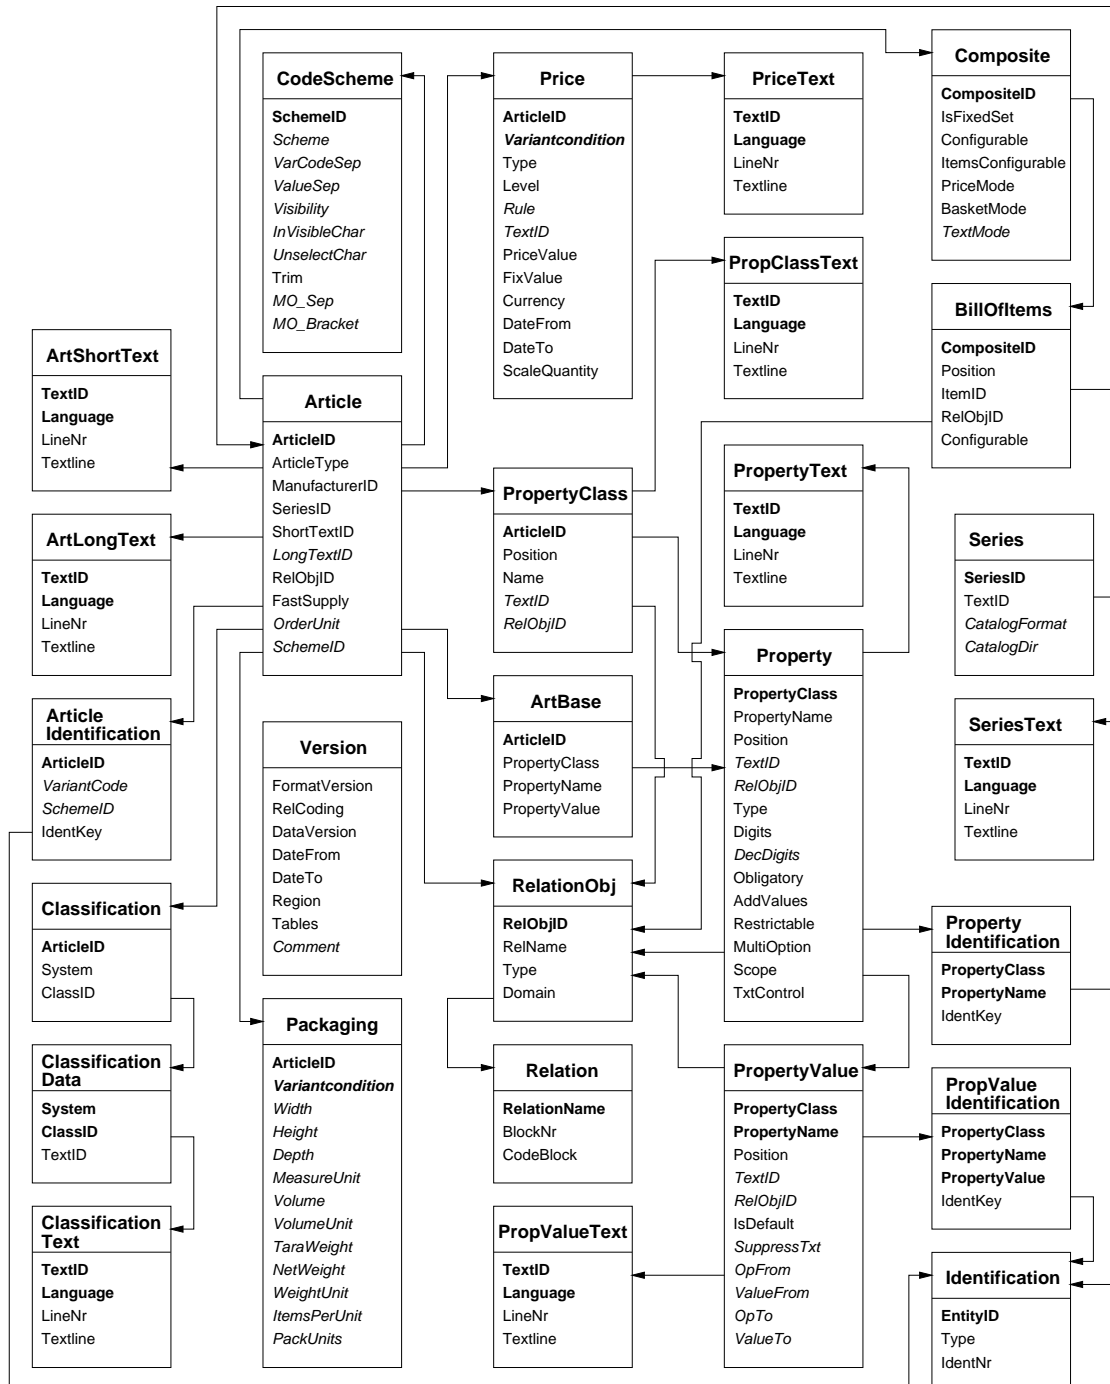 CodeScheme
SchemeID
Scheme
VarCodeSep
ValueSep
Visibility
InVisibleChar
UnselectChar
Trim
MO_Sep
MO_Bracket
Price
ArticleID
Variantcondition
Type
Level
Rule
TextID
PriceValue
FixValue
Currency
DateFrom
DateTo
ScaleQuantity
PriceText
TextID
Language
LineNr
Textline
Composite
CompositeID
IsFixedSet
Configurable
ItemsConfigurable
PriceMode
BasketMode
TextMode
PropClassText
TextID
Language
LineNr
Textline
BillOfItems
CompositeID
Position
ItemID
RelObjID
Configurable
ArtShortText
TextID
Language
LineNr
Textline
Article
ArticleID
ArticleType
ManufacturerID
SeriesID
ShortTextID
LongTextID
RelObjID
FastSupply
OrderUnit
SchemeID
PropertyClass
ArticleID
Position
Name
TextID
RelObjID
PropertyText
TextID
Language
LineNr
Textline
ArtLongText
TextID
Language
LineNr
Textline
Series
SeriesID
TextID
CatalogFormat
CatalogDir
Property
PropertyClass
PropertyName
Position
TextID
RelObjID
Type
Digits
DecDigits
Obligatory
AddValues
Restrictable
MultiOption
Scope
TxtControl
ArtBase
ArticleID
PropertyClass
PropertyName
PropertyValue
Article
Identification
ArticleID
VariantCode
SchemeID
IdentKey
Version
FormatVersion
RelCoding
DataVersion
DateFrom
DateTo
Region
Tables
Comment
SeriesText
TextID
Language
LineNr
Textline
RelationObj
RelObjID
RelName
Type
Domain
Classification
ArticleID
System
ClassID
Property
Identification
PropertyClass
PropertyName
IdentKey
Packaging
ArticleID
Variantcondition
Width
Height
Depth
MeasureUnit
Volume
VolumeUnit
TaraWeight
NetWeight
WeightUnit
ItemsPerUnit
PackUnits
Classification
Data
System
ClassID
TextID
Relation
RelationName
BlockNr
CodeBlock
PropertyValue
PropertyClass
PropertyName
Position
TextID
RelObjID
IsDefault
SuppressTxt
OpFrom
ValueFrom
OpTo
ValueTo
PropValue
Identification
PropertyClass
PropertyName
PropertyValue
IdentKey
Classification
Text
TextID
Language
LineNr
Textline
PropValueText
TextID
Language
LineNr
Textline
Identification
EntityID
Type
IdentNr